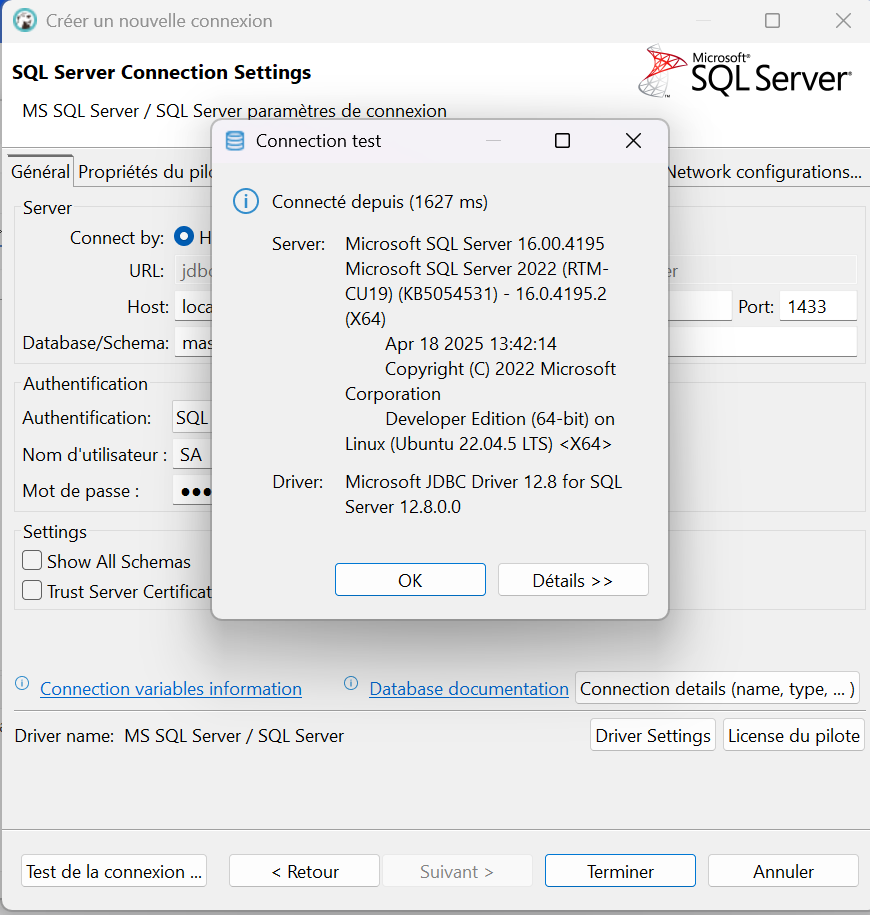 Créer un nouvelle connexion
SQL Server Connection Settings
Microsoft®
SQL Server®
MS SQL Server / SQL Server paramètres de connexion
Connection test
Général
Propriétés du
Network configurations...
Connecté depuis (1627 ms)
Server
Connect by:
URL:
Host:
Port: 1433
Database/Schema:
Server: Microsoft SQL Server 16.00.4195
Microsoft SQL Server 2022 (RTM-
CU19) (KB5054531) - 16.0.4195.2
(X64)
Apr 18 2025 13:42:14
Copyright (C) 2022 Microsoft
Corporation
Developer Edition (64-bit) on
Linux (Ubuntu 22.04.5 LTS) <X64>
Driver: Microsoft JDBC Driver 12.8 for SQL
Server 12.8.0.0
OK
Détails >>
Authentification
Authentification: SQL
Nom d'utilisateur : SA
Mot de passe : •••
Settings
Show All Schemas
Trust Server
Connection variables information
Database documentation
Connection details (name, type, ... )
Driver name: MS SQL Server / SQL Server
Driver Settings
License du pilote
Test de la connexion ...
< Retour
Suivant >
Terminer
Annuler